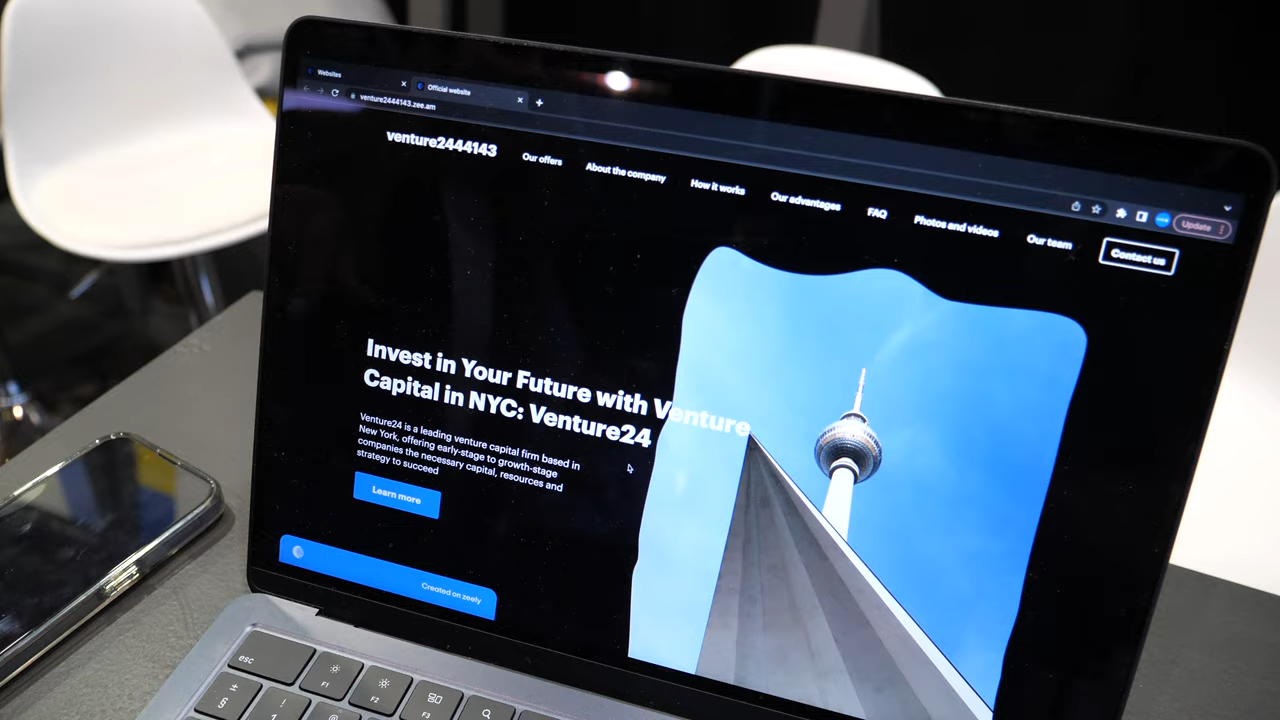 Websites
Official website
venture2444143.zee.am
Update
venture2444143
Our offers
About the company
How it works
Our advantages
FAQ
Photos and videos
Our team
Contact us
Invest in Your Future with Venture
Capital in NYC: Venture24
Venture24 is a leading venture capital firm based in
New York, offering early-stage to growth-stage
companies the necessary capital, resources and
strategy to succeed
Learn more
Created on zeely
esc
F1
F2
F3
±
§
!
1
@